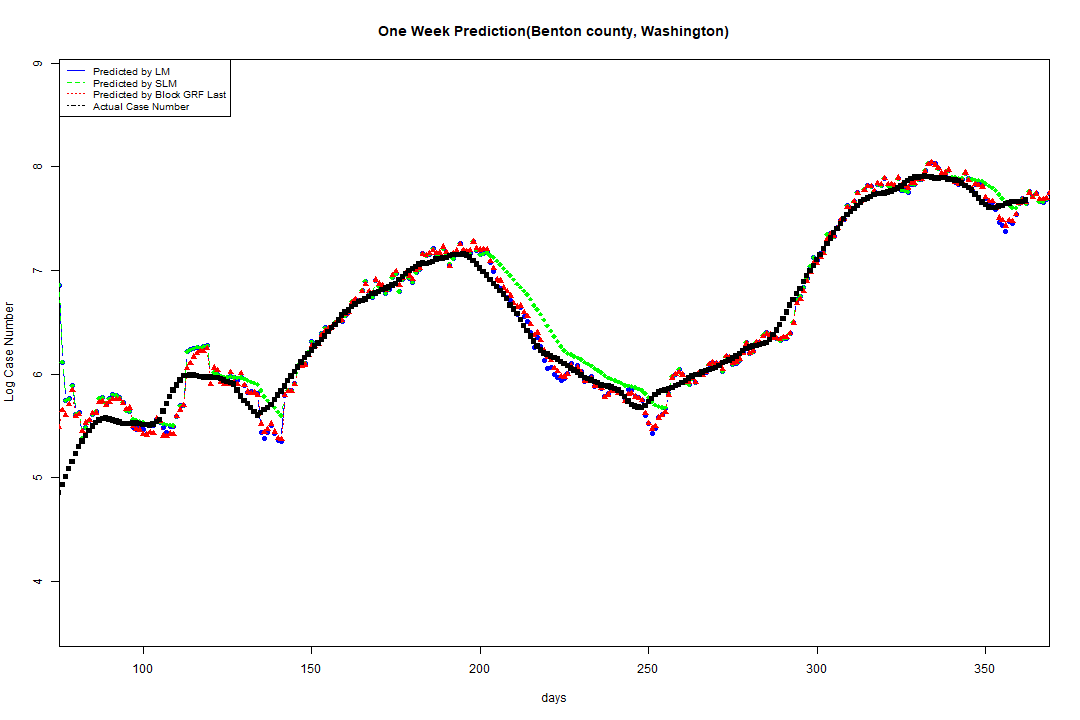 One Week Prediction(Benton county, Washington)
Predicted by LM
Predicted by SLM
Predicted by Block GRF Last
Actual Case Number
9
8
7
6
5
4
Log Case Number
100 150 200 250 300 350
days